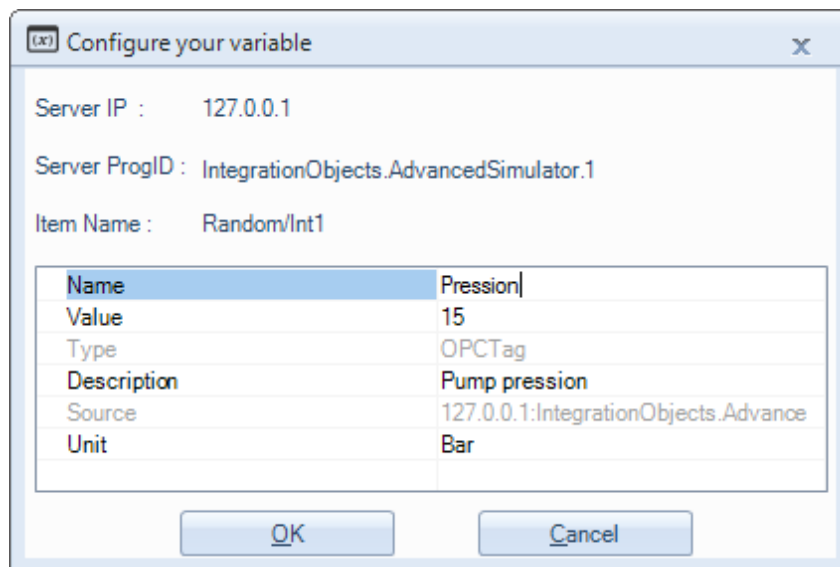 (x) Configure your variable x
Server IP : 127.0.0.1
Server ProgID : IntegrationObjects.AdvancedSimulator.1
Item Name : Random/Int1
Name Pression
Value 15
Type OPCTag
Description Pump pression
Source 127.0.0.1:IntegrationObjects.Advance
Unit Bar
OK Cancel